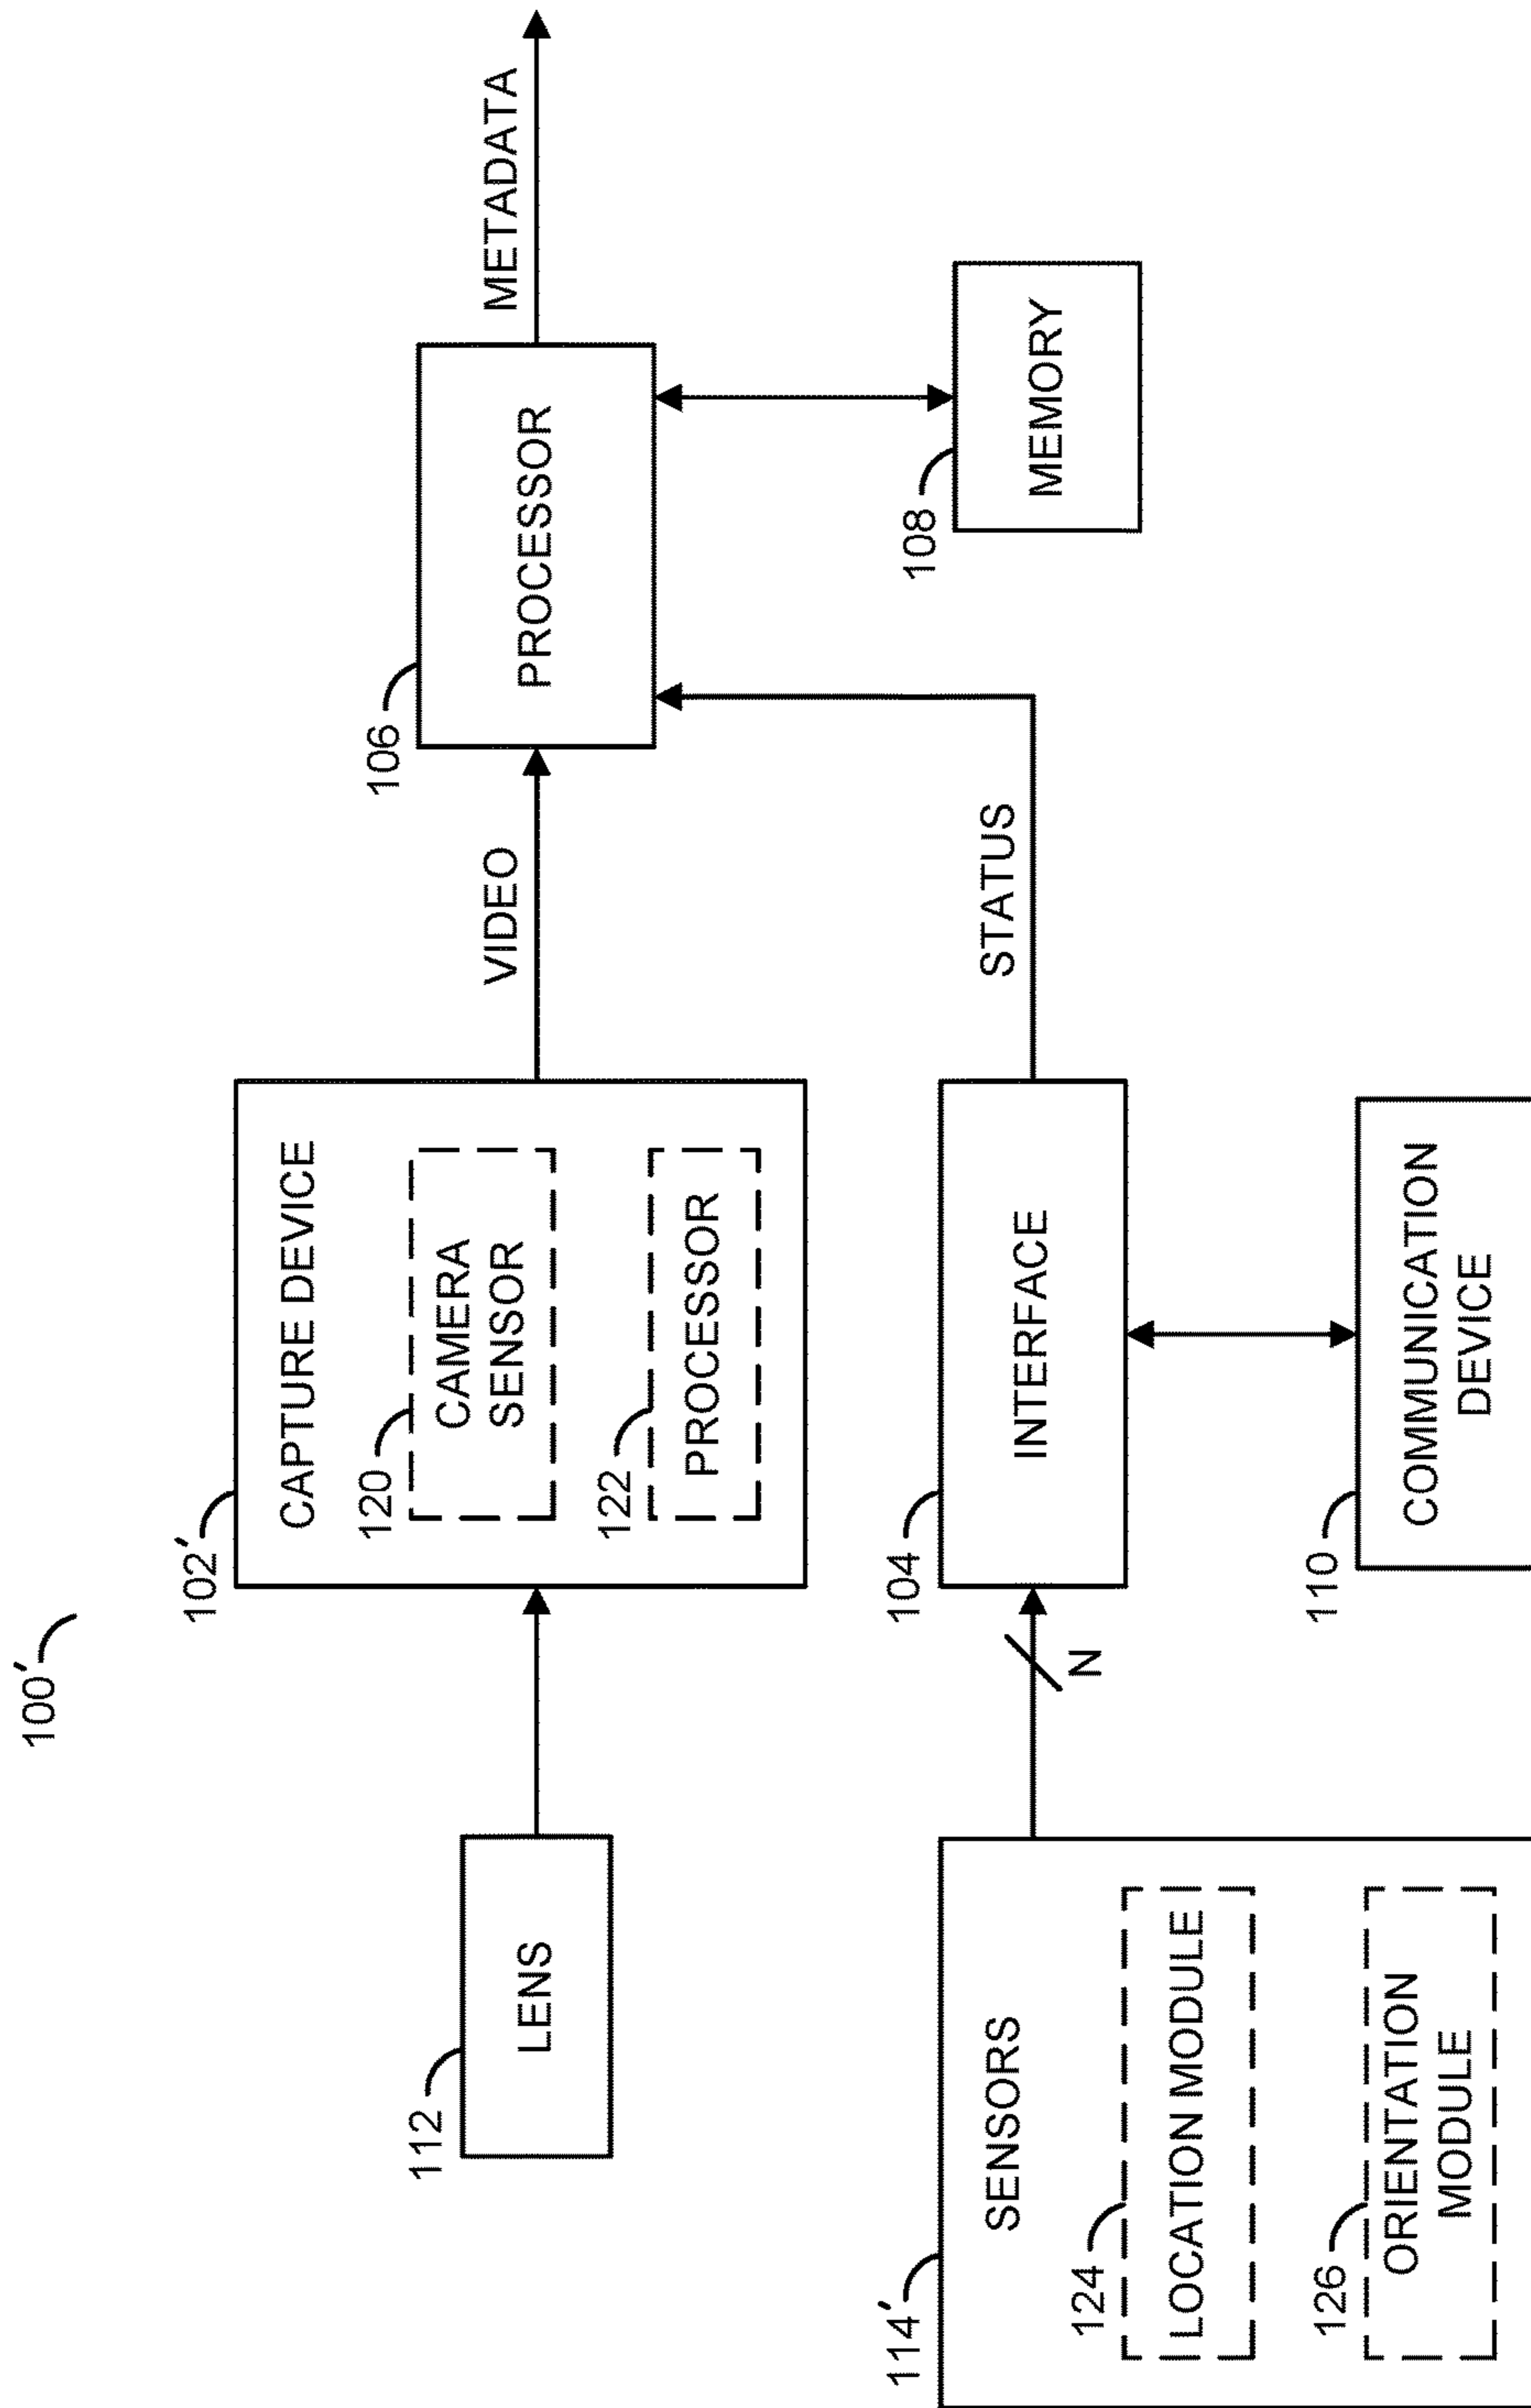 100′
102′
CAPTURE DEVICE
120
CAMERA
SENSOR
122
PROCESSOR
112
LENS
VIDEO
106
PROCESSOR
METADATA
114′
SENSORS
124
LOCATION MODULE
126
ORIENTATION
MODULE
N
104
INTERFACE
STATUS
108
MEMORY
110
COMMUNICATION
DEVICE